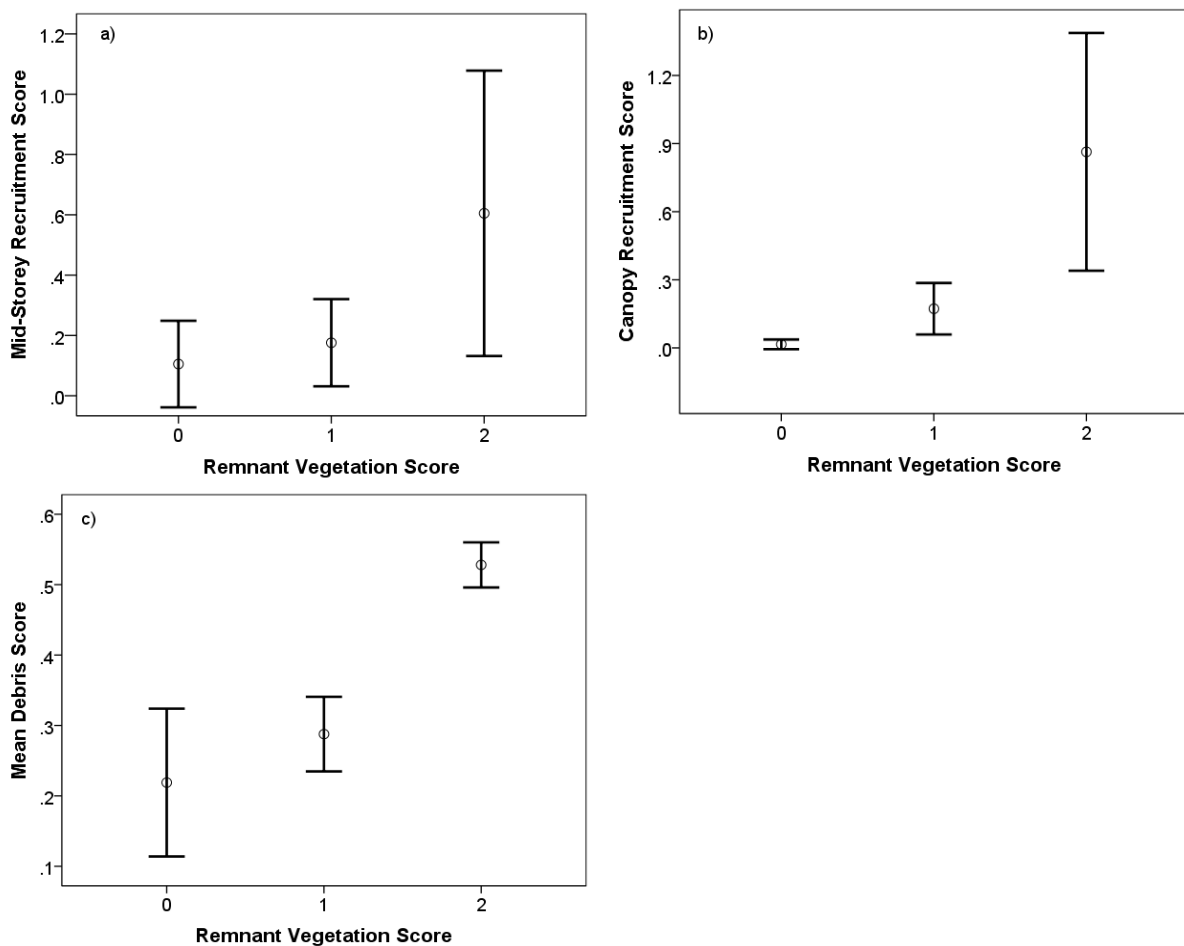 a)
Mid-Storey Recruitment Score
1.2
1.0
.8
.6
.4
.2
.0
0 1 2
Remnant Vegetation Score
b)
Canopy Recruitment Score
1.2
.9
.6
.3
.0
0 1 2
Remnant Vegetation Score
c)
Mean Debris Score
.6
.5
.4
.3
.2
.1
0 1 2
Remnant Vegetation Score